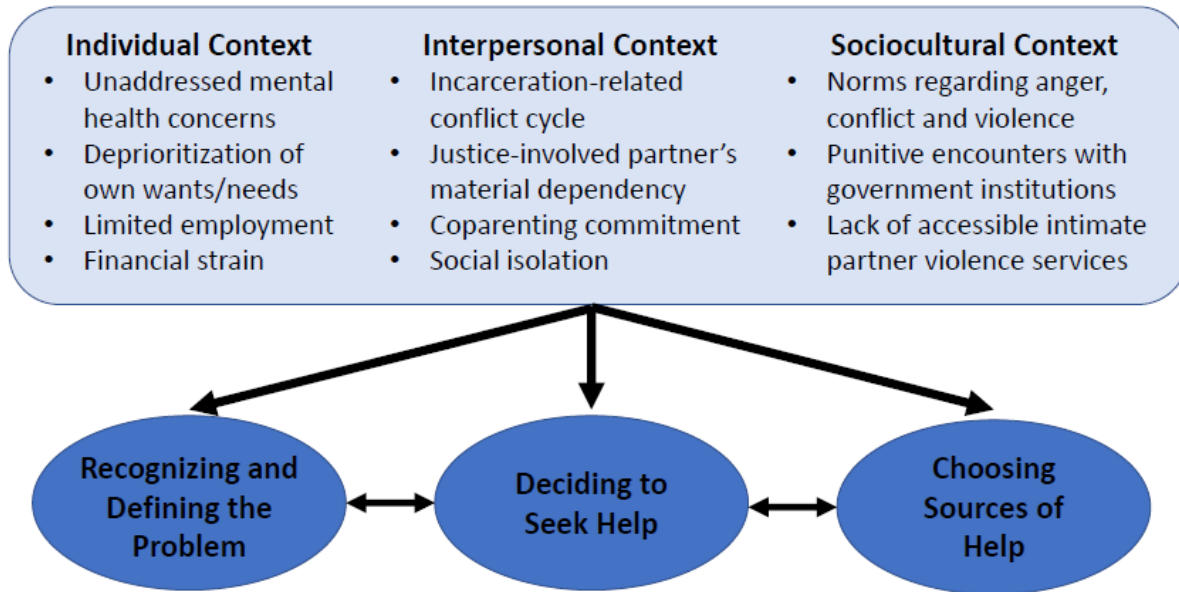 Individual Context
• Unaddressed mental
health concerns
• Deprioritization of
own wants/needs
• Limited employment
• Financial strain
Interpersonal Context
• Incarceration-related
conflict cycle
• Justice-involved partner's
material dependency
• Coparenting commitment
• Social isolation
Sociocultural Context
• Norms regarding anger,
conflict and violence
• Punitive encounters with
government institutions
• Lack of accessible intimate
partner violence services
Recognizing and
Defining the
Problem
Deciding to
Seek Help
Choosing
Sources of
Help